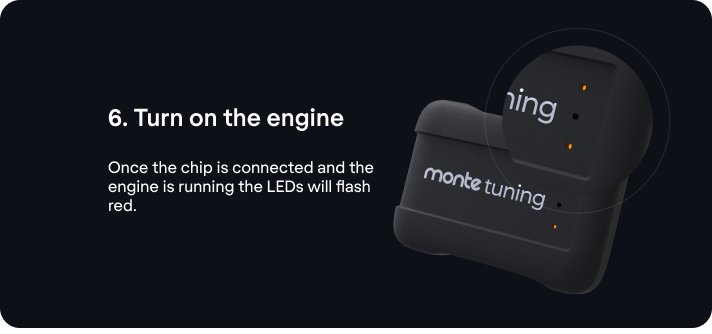 6. Turn on the engine
Once the chip is connected and the
engine is running the LEDs will flash
red.
ning
monte tuning